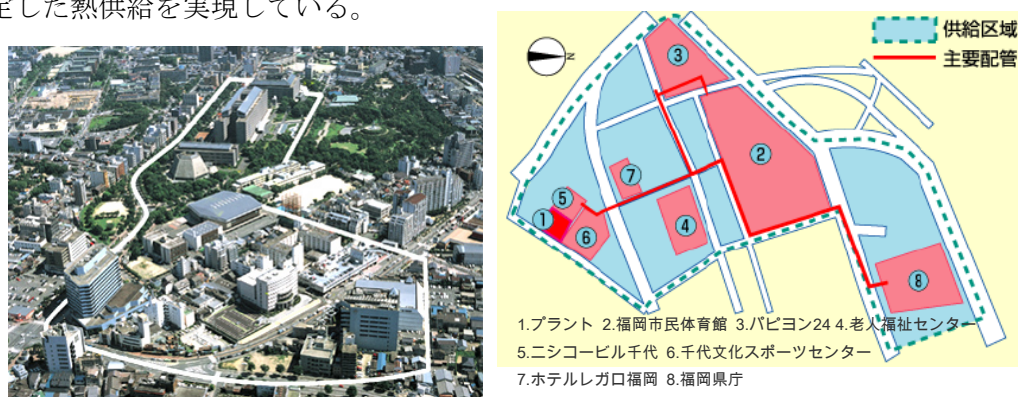 定した熱供給を実現している。
供給区域
主要配管
N
3
2
7
5
1
6
4
8
1.プラント 2.福岡市民体育館 3.パピヨン24 4.老人福祉センター
5.ニシコービル千代 6.千代文化スポーツセンター
7.ホテルレガロ福岡 8.福岡県庁